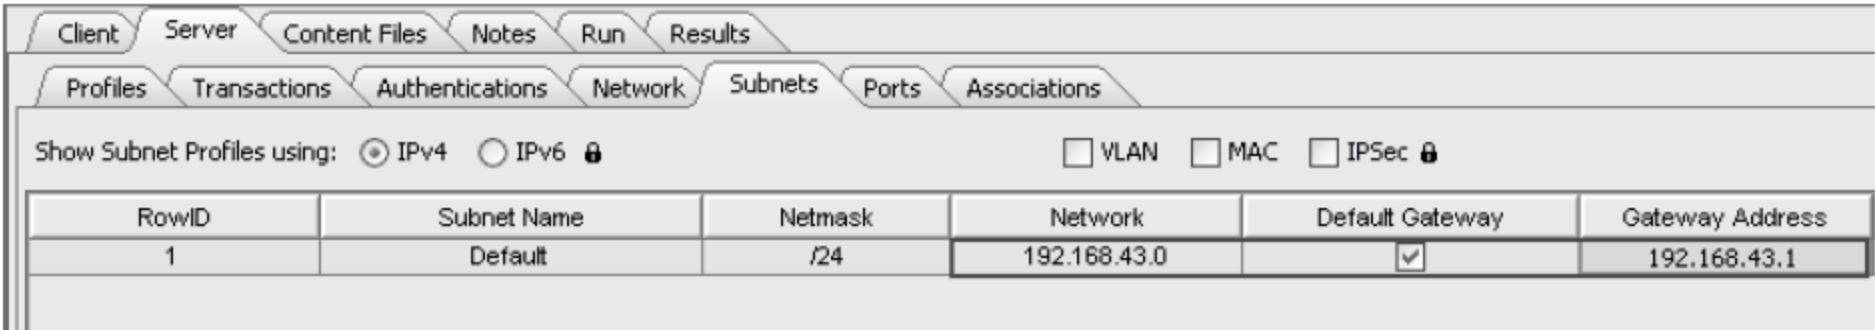 Client Server Content Files Notes Run Results
Profiles Transactions Authentications Network Subnets Ports Associations
Show Subnet Profiles using: IPv4 IPv6 VLAN MAC IPSec
RowID Subnet Name Netmask Network Default Gateway Gateway Address
1 Default /24 192.168.43.0 192.168.43.1